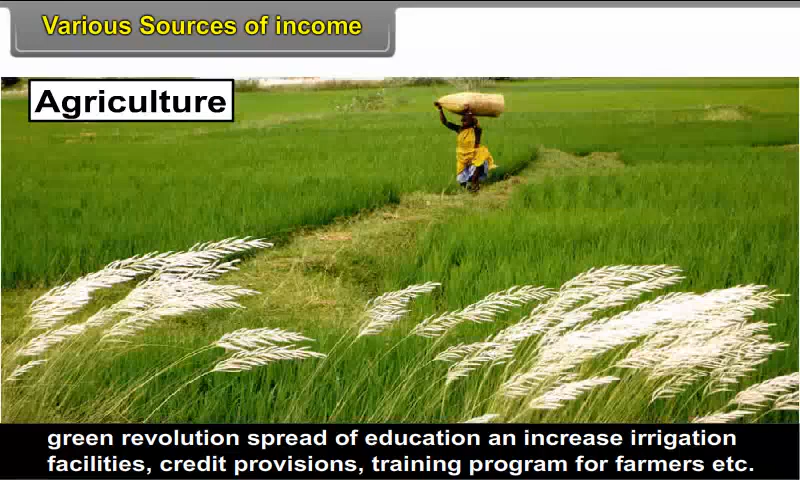 Various Sources of income
Agriculture
green revolution spread of education an increase irrigation
facilities, credit provisions, training program for farmers etc.